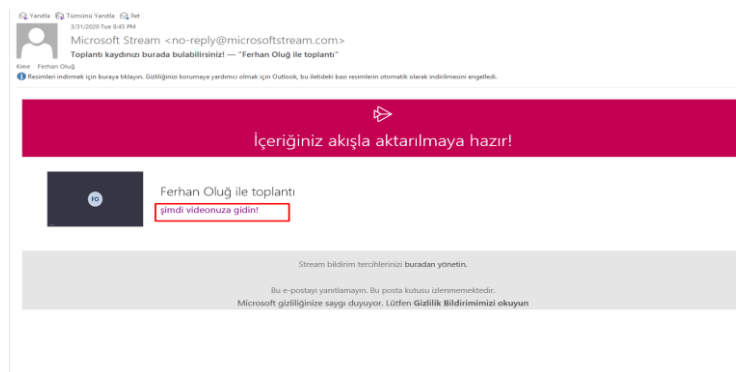 Yanıtla Tümünü Yanıtla İlet
3/31/2020 Tue 9:45 PM
Microsoft Stream <no-reply@microsoftstream.com>
Toplantı kaydınızı burada bulabilirsiniz! — "Ferhan Oluğ ile toplantı"
Kime Ferhan Oluğ
Resimleri indirmek için buraya tıklayın. Gizliliğinizi korumaya yardımcı olmak için Outlook, bu iletideki bazı resimlerin otomatik olarak indirilmesini engelledi.
İçeriğiniz akışla aktarılmaya hazır!
FO
Ferhan Oluğ ile toplantı
şimdi videonuza gidin!
Stream bildirim tercihlerinizi buradan yönetin.
Bu e-postayı yanıtlamayın. Bu posta kutusu izlenmemektedir.
Microsoft gizliliğinize saygı duyuyor. Lütfen Gizlilik Bildirimimizi okuyun